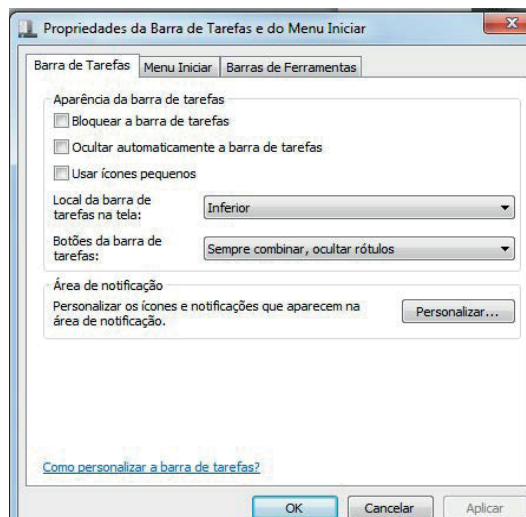 Propriedades da Barra de Tarefas e do Menu Iniciar
Barra de Tarefas Menu Iniciar Barras de Ferramentas
Aparência da barra de tarefas
Bloquear a barra de tarefas
Ocultar automaticamente a barra de tarefas
Usar ícones pequenos
Local da barra de
tarefas na tela:
Inferior
Botões da barra de
tarefas:
Sempre combinar, ocultar rótulos
Área de notificação
Personalizar os ícones e notificações que aparecem na
área de notificação.
Personalizar...
Como personalizar a barra de tarefas?
OK Cancelar Aplicar